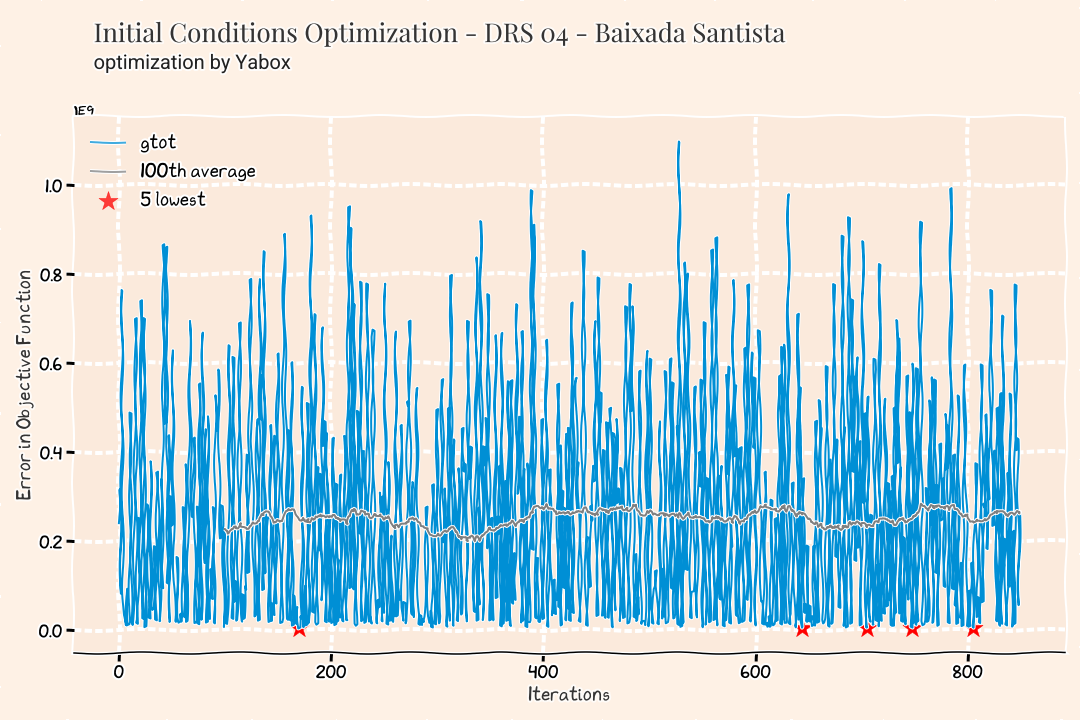 Initial Conditions Optimization - DRS 04 - Baixada Santista
optimization by Yabox
1E9
gtot
100th average
5 lowest
1.0
0.8
0.6
0.4
0.2
0.0
Error in Objective Function
0 200 400 600 800
Iterations